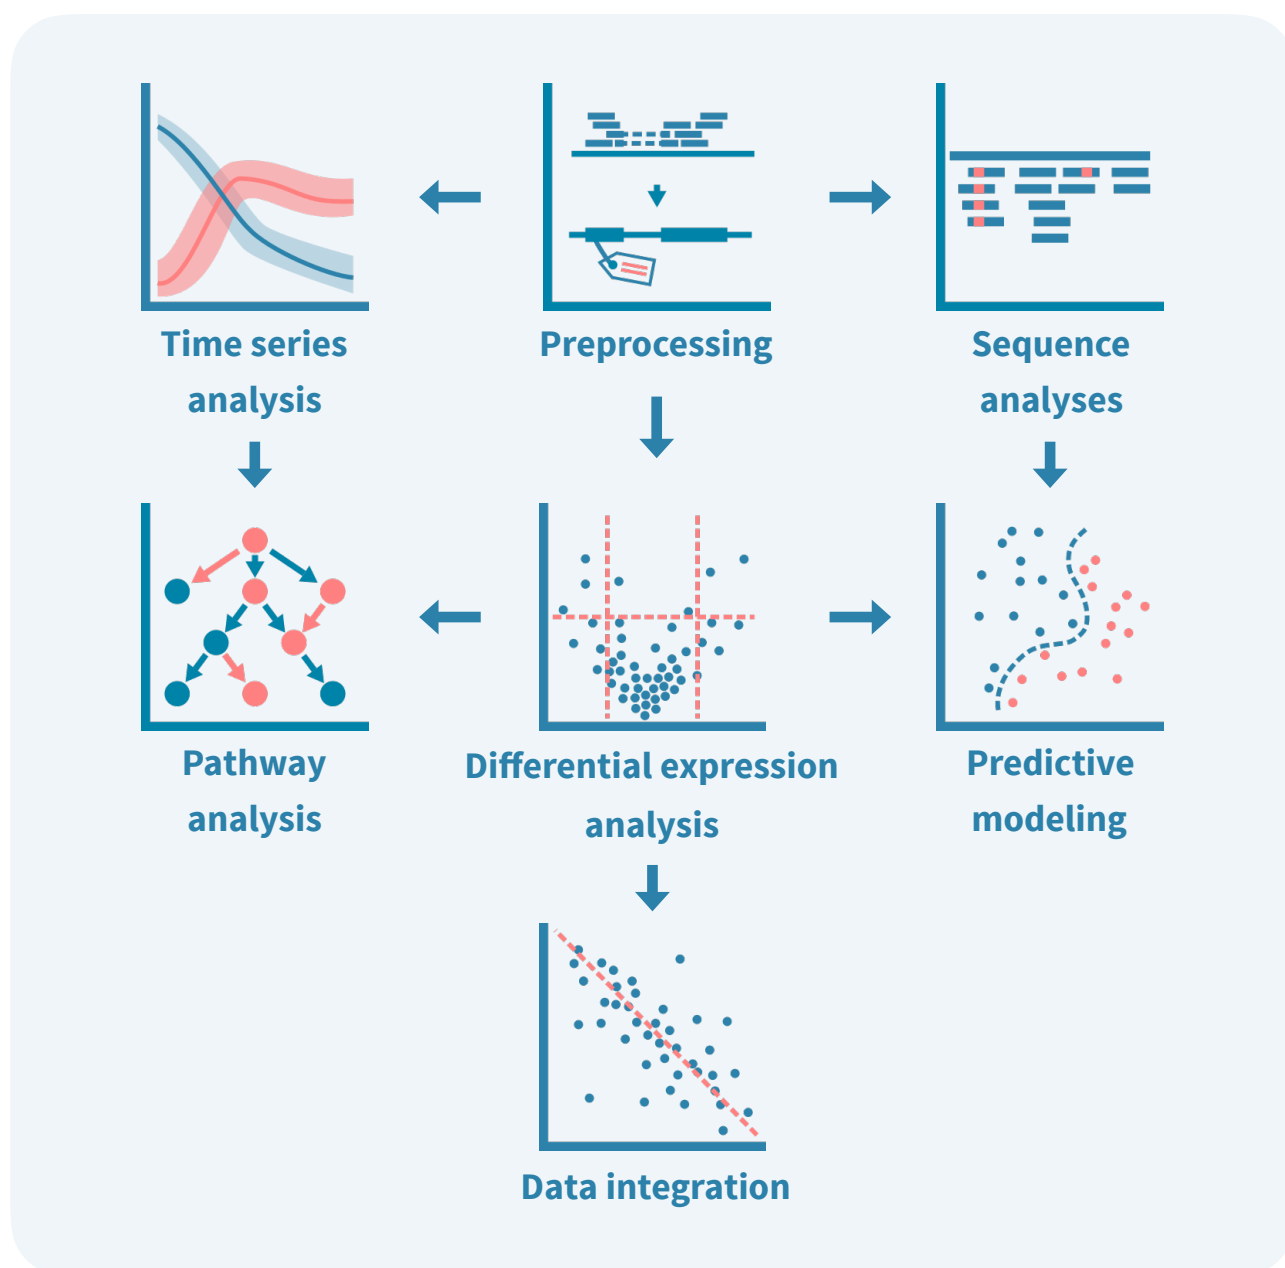 Time series
analysis
Preprocessing
Sequence
analyses
Pathway
analysis
Differential expression
analysis
Predictive
modeling
Data integration